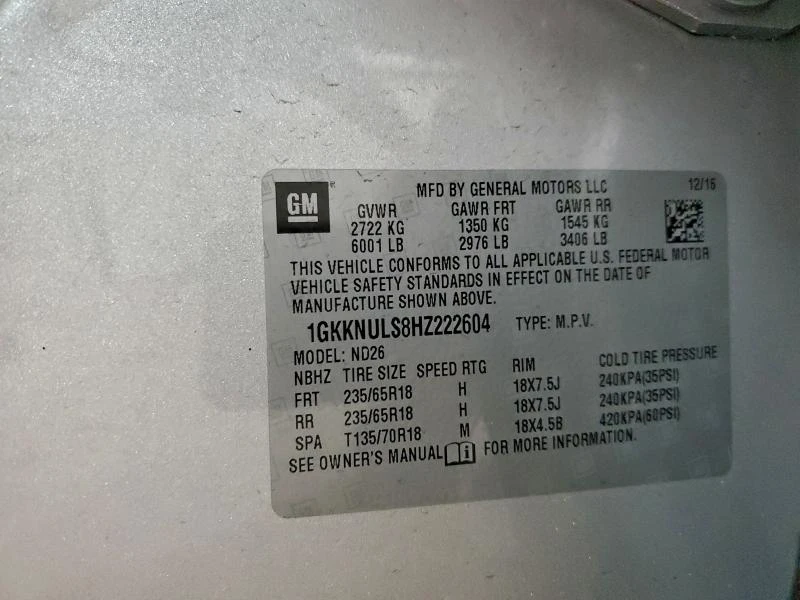 GM
MFD BY GENERAL MOTORS LLC 12/16
GVWR GAWR FRT GAWR RR
2722 KG 1350 KG 1545 KG
6001 LB 2976 LB 3406 LB
THIS VEHICLE CONFORMS TO ALL APPLICABLE U.S. FEDERAL MOTOR
VEHICLE SAFETY STANDARDS IN EFFECT ON THE DATE OF
MANUFACTURE SHOWN ABOVE.
1GKKNULS8HZ222604 TYPE: M.P.V.
MODEL: ND26
NBHZ TIRE SIZE SPEED RTG RIM COLD TIRE PRESSURE
FRT 235/65R18 H 18X7.5J 240KPA(35PSI)
RR 235/65R18 H 18X7.5J 240KPA(35PSI)
SPA T135/70R18 M 18X4.5B 420KPA(60PSI)
SEE OWNER'S MANUAL i FOR MORE INFORMATION.